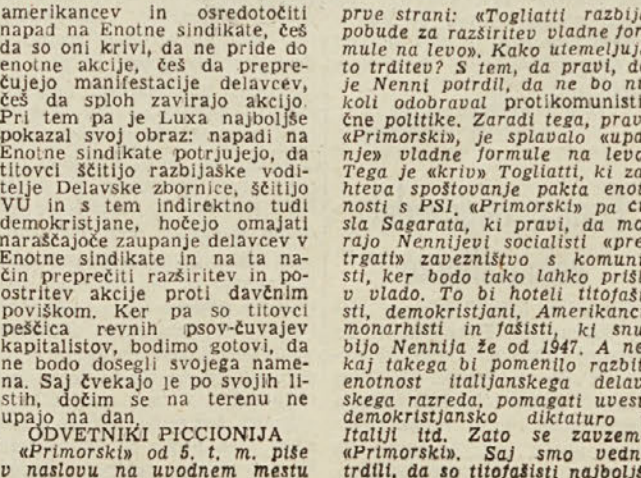 amerikancev in osredotočiti
napad na Enotne sindikate, češ
da so oni krivi, da ne pride do
enotne akcije, češ da prepre-
čujejo manifestacije delavcev,
češ da sploh zavirajo akcijo.
Pri tem pa je Luxa najboljše
pokazal svoj obraz: napadi na
Enotne sindikate potrjujejo, da
titovci ščitijo razbijaške vodi-
telje Delavske zbornice, ščitijo
VU in s tem indirektno tudi
demokristjane, hočejo omajati
naraščajoče zaupanje delavcev v
Enotne sindikate in na ta na-
čin preprečiti razširitev in po-
ostritev akcije proti davčnim
poviškom. Ker pa so titovci
peščica revnih psov-čuvajev
kapitalistov, bodimo gotovi, da
ne bodo dosegli svojega name-
na. Saj čvekajo le po svojih li-
stih, dočim se na terenu ne
upajo na dan.
ODVETNIKI PICCIONIJA
«Primorski» od 5. t. m. piše
v naslovu na uvodnem mestu
prve strani: «Togliatti razbija
pobude za razširitev vladne for
mule na levo». Kako utemeljuje
to trditev? S tem, da pravi, da
je Nenni potrdil, da ne bo ni
koli odobraval protikomunisti
čne politike. Zaradi tega, pravi
«Primorski», je splavalo «upa
nje» vladne formule na levo
Tega je «kriv» Togliatti, ki za
hteva spoštovanje pakta enot
nosti s PSI. «Primorski» pa či
sla Sagarata, ki pravi, da mo
rajo Nennijevi socialisti «pre
trgati» zavezništvo s komuni
sti, ker bodo tako lahko prišl
v vlado. To bi hoteli titofaši
sti, demokristjani, Amerikanci
monarhisti in fašisti, ki snu
bijo Nennija že od 1947. A ne
kaj takega bi pomenilo razbiti
enotnost italijanskega delav
skega razreda, pomagati uvesti
demokristjansko diktaturo
Italiji itd. Zato se zavzema
«Primorski». Saj smo vedno
trdili, da so titofašisti najboljš